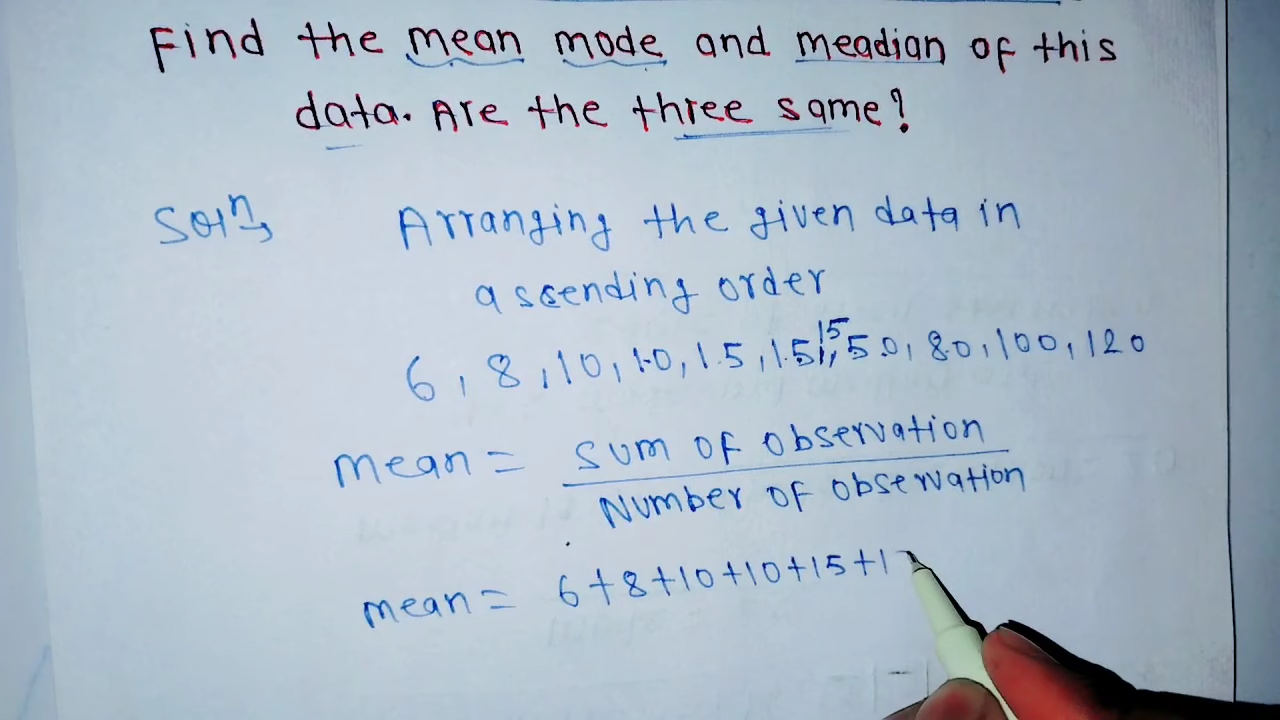 Find the mean mode and meadian of this
data. Are the three same?
Solⁿ→ Arranging the given data in
ascending order
6, 8, 10, 10, 15, 15, 15, 50, 80, 100, 120
mean = sum of observation
Number of observation
mean = 6+8+10+10+15+1